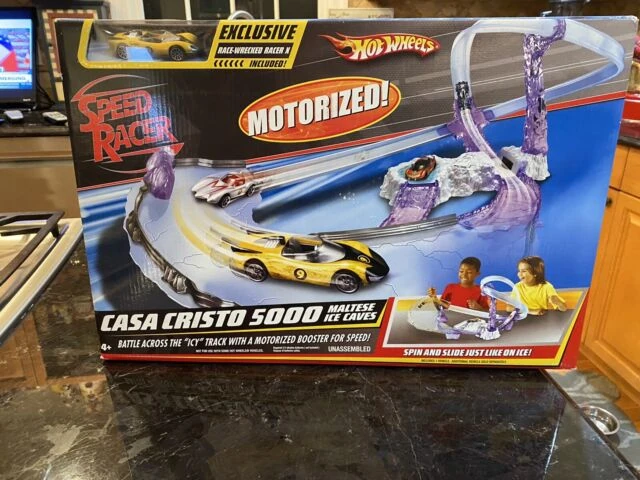 EXCLUSIVE
RACE-WRECKED RACER X
INCLUDED!
HOT WHEELS
SPEED
RACER
MOTORIZED!
9
CASA CRISTO 5000 MALTESE
ICE CAVES
4+ BATTLE ACROSS THE "ICY" TRACK WITH A MOTORIZED BOOSTER FOR SPEED!
UNASSEMBLED
SPIN AND SLIDE JUST LIKE ON ICE!